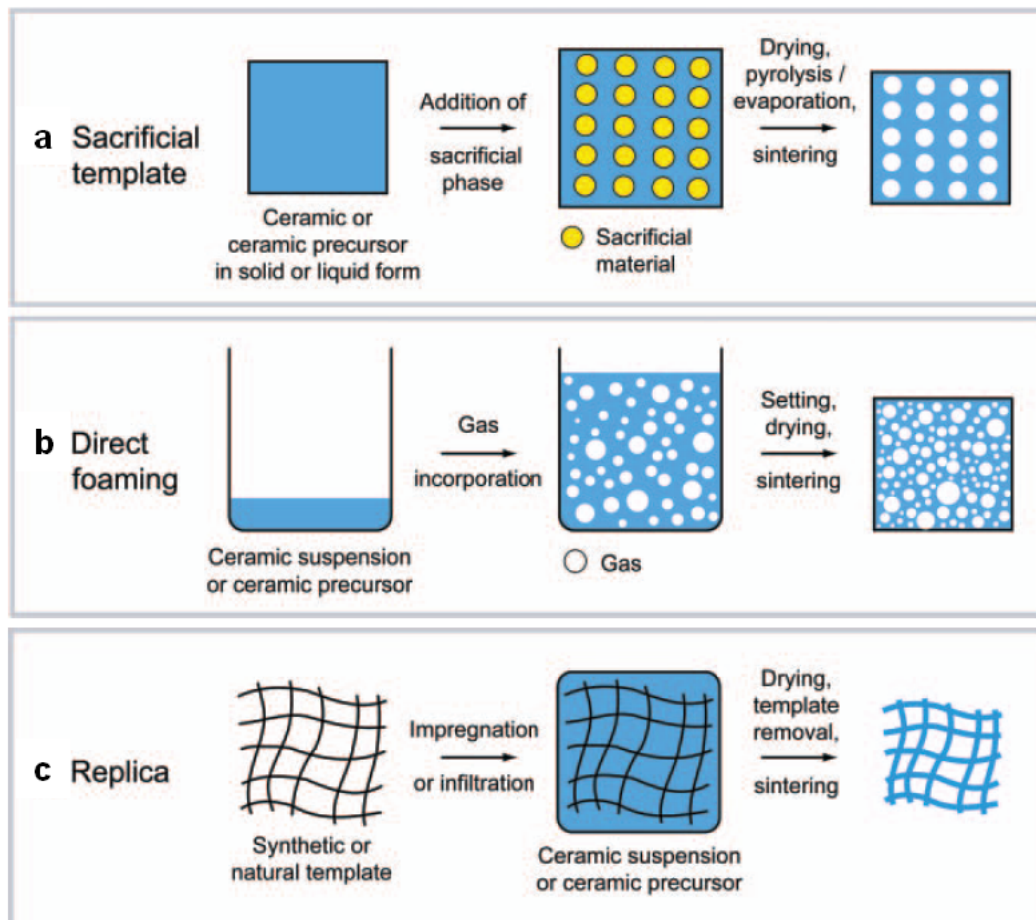 a Sacrificial
template
Ceramic or
ceramic precursor
in solid or liquid form
Addition of
sacrificial
phase
Sacrificial
material
Drying,
pyrolysis /
evaporation,
sintering
b Direct
foaming
Ceramic suspension
or ceramic precursor
Gas
incorporation
Gas
Setting,
drying,
sintering
c Replica
Synthetic or
natural template
Impregnation
or infiltration
Ceramic suspension
or ceramic precursor
Drying,
template
removal,
sintering